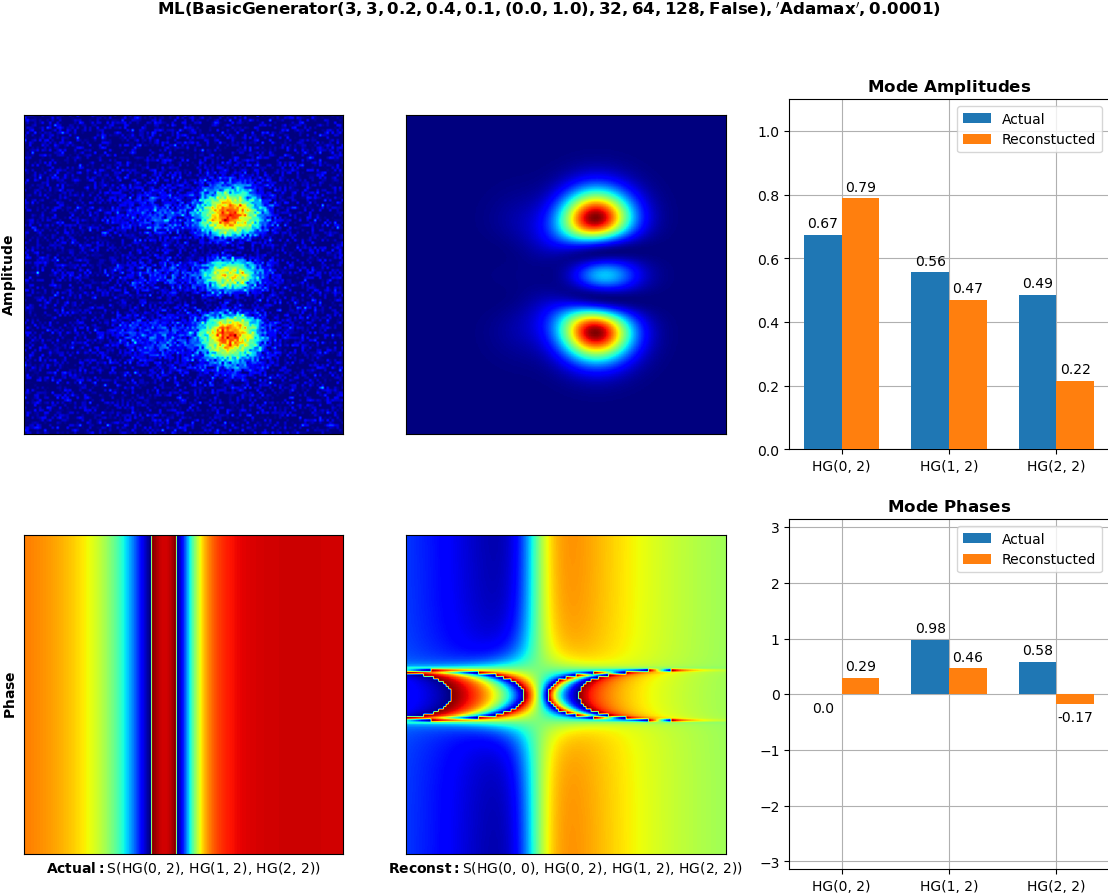 ML(BasicGenerator(3, 3, 0.2, 0.4, 0.1, (0.0, 1.0), 32, 64, 128, False), ′Adamax′, 0.0001)
Amplitude
Mode Amplitudes
Actual
Reconstucted
1.0
0.8
0.6
0.4
0.2
0.0
0.67
0.79
0.56
0.47
0.49
0.22
HG(0, 2)
HG(1, 2)
HG(2, 2)
Phase
Actual: S(HG(0, 2), HG(1, 2), HG(2, 2))
Reconst: S(HG(0, 0), HG(0, 2), HG(1, 2), HG(2, 2))
Mode Phases
Actual
Reconstucted
3
2
1
0
−1
−2
−3
0.0
0.29
0.98
0.46
0.58
-0.17
HG(0, 2)
HG(1, 2)
HG(2, 2)